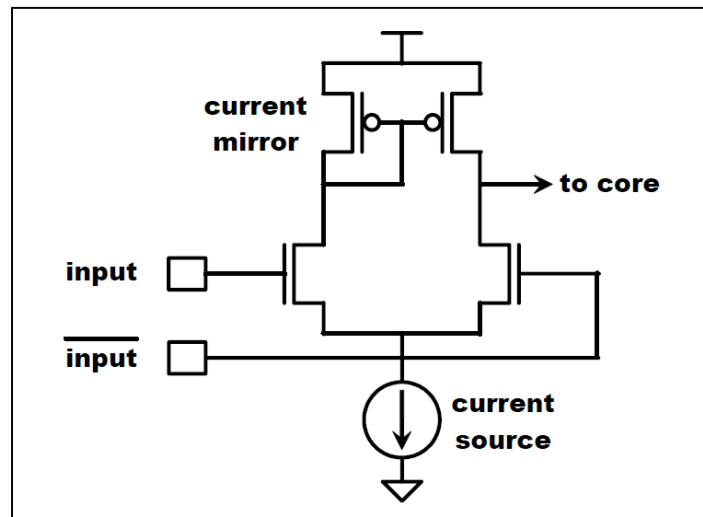 current
mirror
to core
input
input
current
source